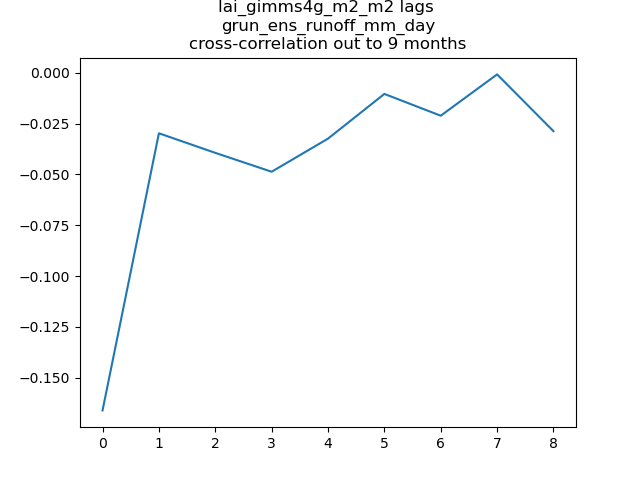 lai_gimms4g_m2_m2 lags
grun_ens_runoff_mm_day
cross-correlation out to 9 months
0.000
−0.025
−0.050
−0.075
−0.100
−0.125
−0.150
0 1 2 3 4 5 6 7 8